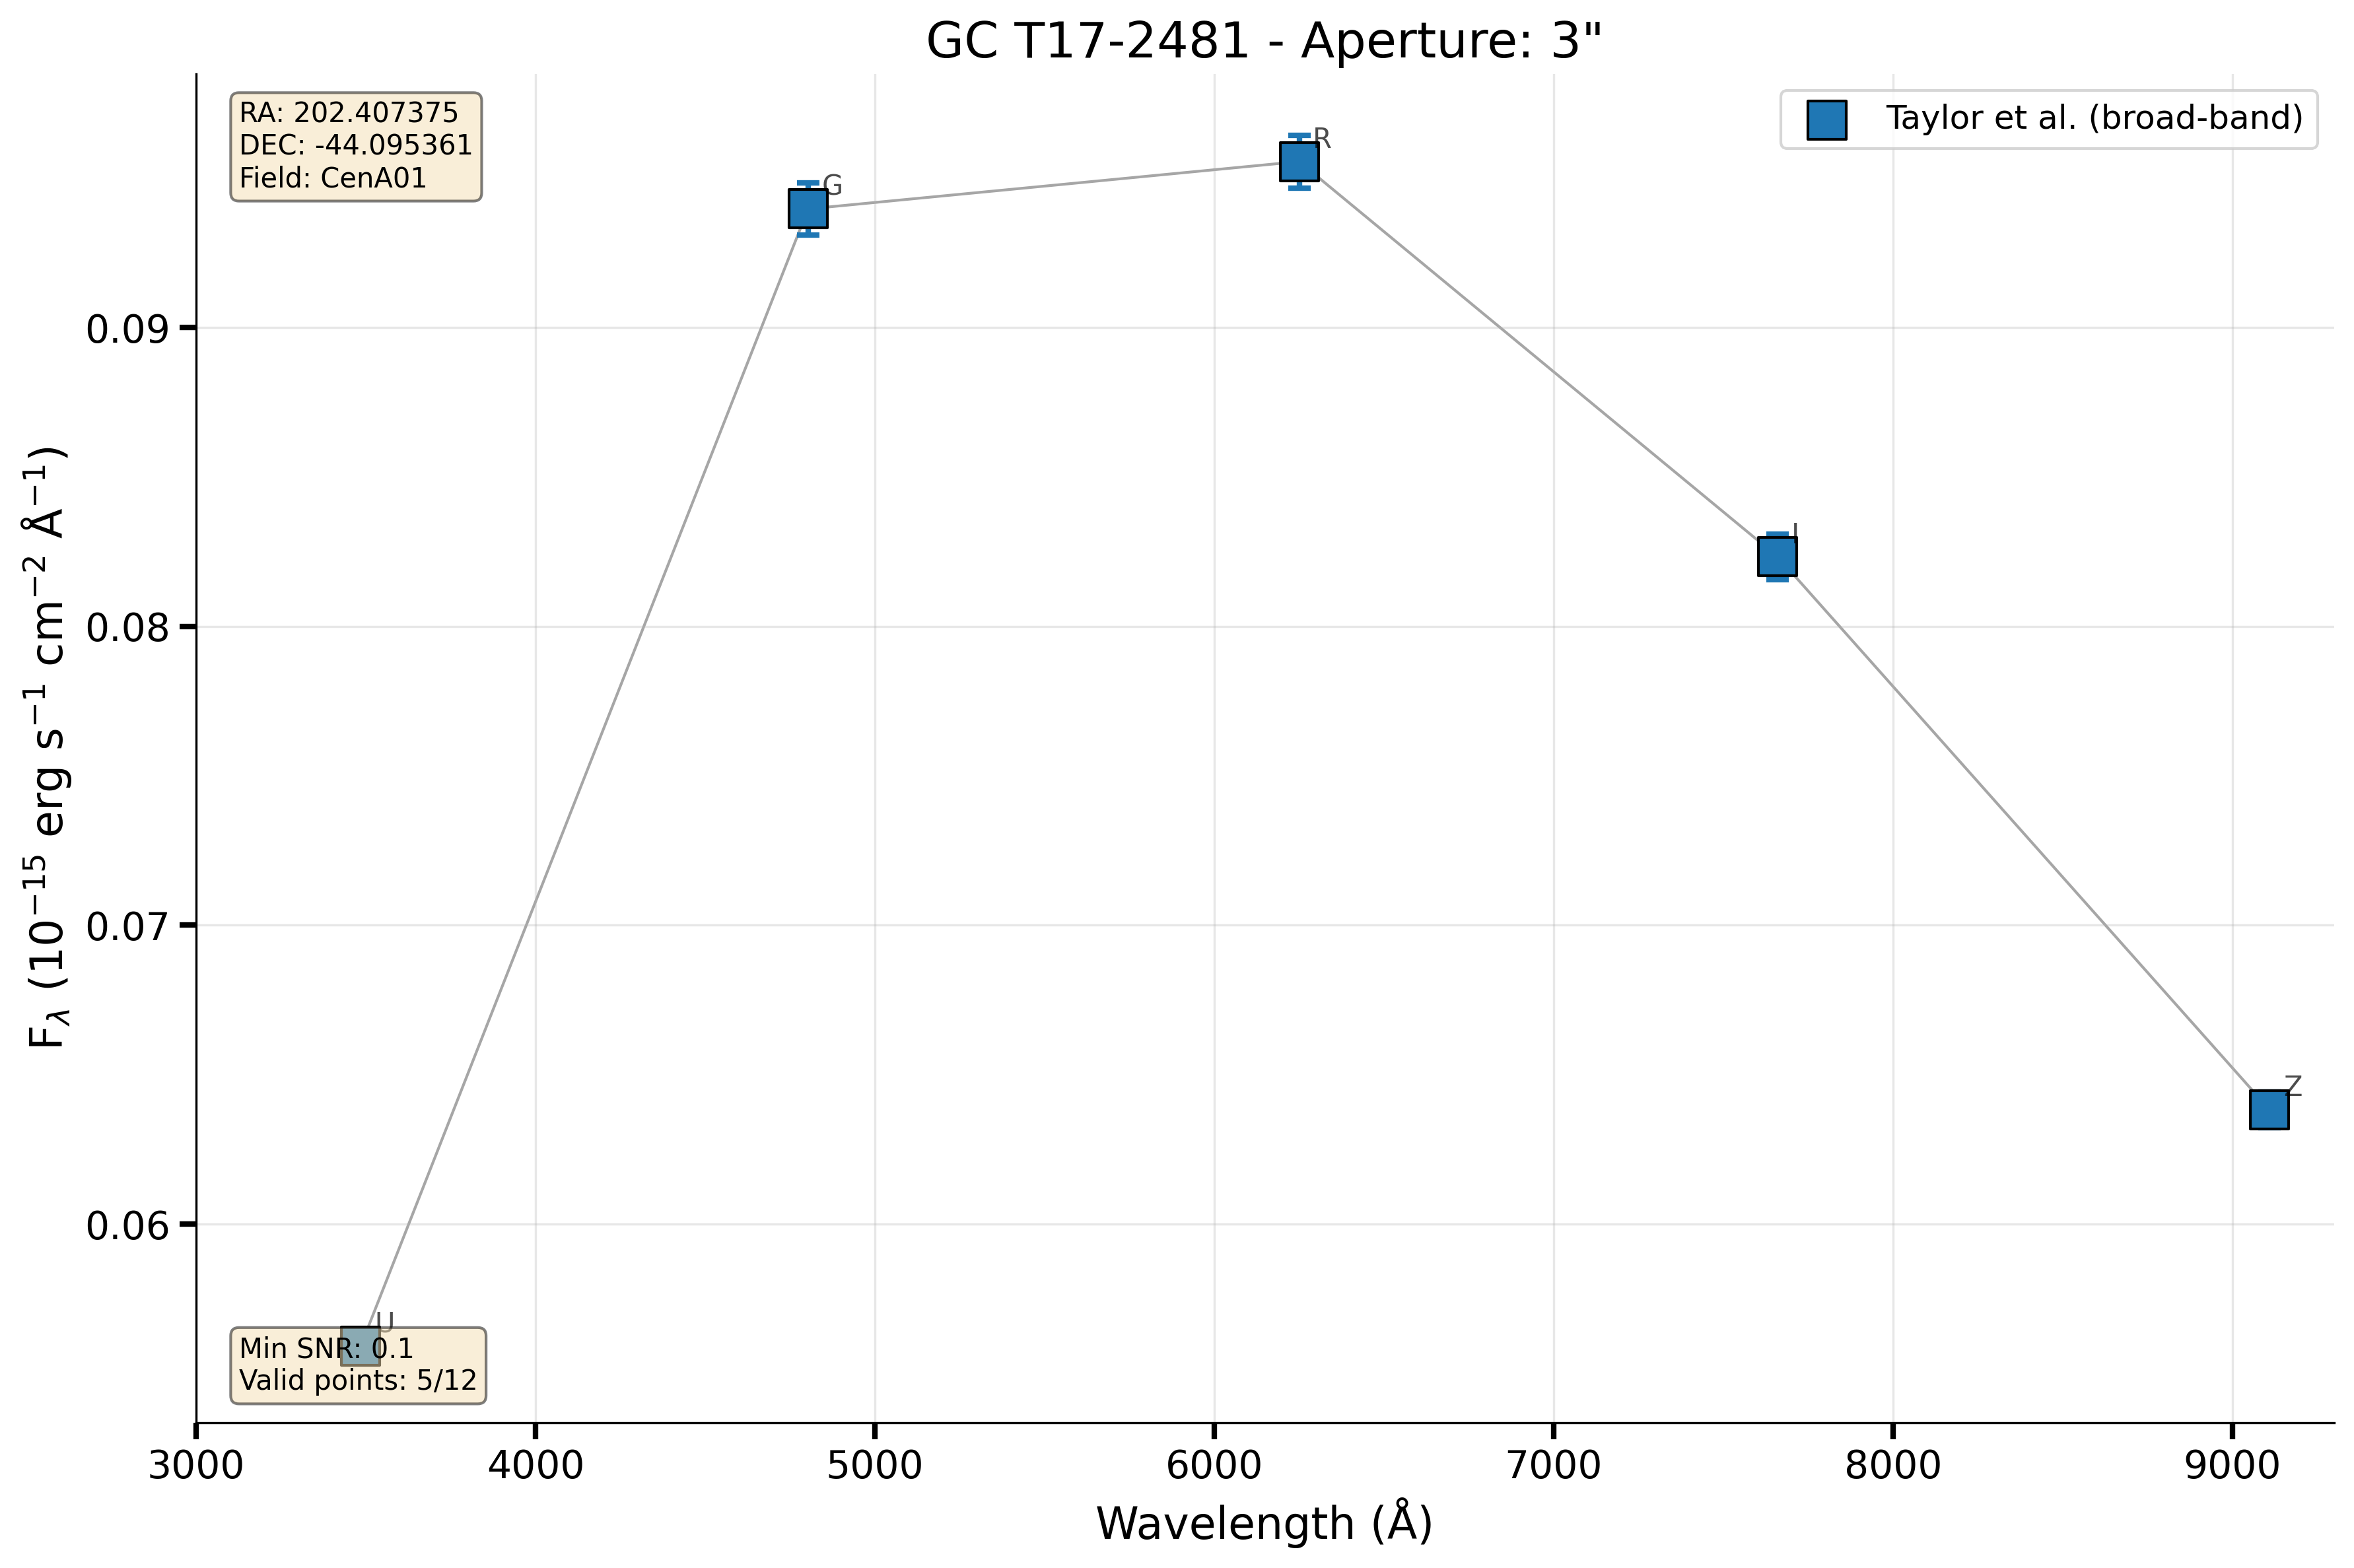 GC T17-2481 - Aperture: 3"
RA: 202.407375
DEC: -44.095361
Field: CenA01
Taylor et al. (broad-band)
G
R
I
Z
U
Min SNR: 0.1
Valid points: 5/12
0.09
0.08
0.07
0.06
F_λ (10⁻¹⁵ erg s⁻¹ cm⁻² Å⁻¹)
3000 4000 5000 6000 7000 8000 9000
Wavelength (Å)